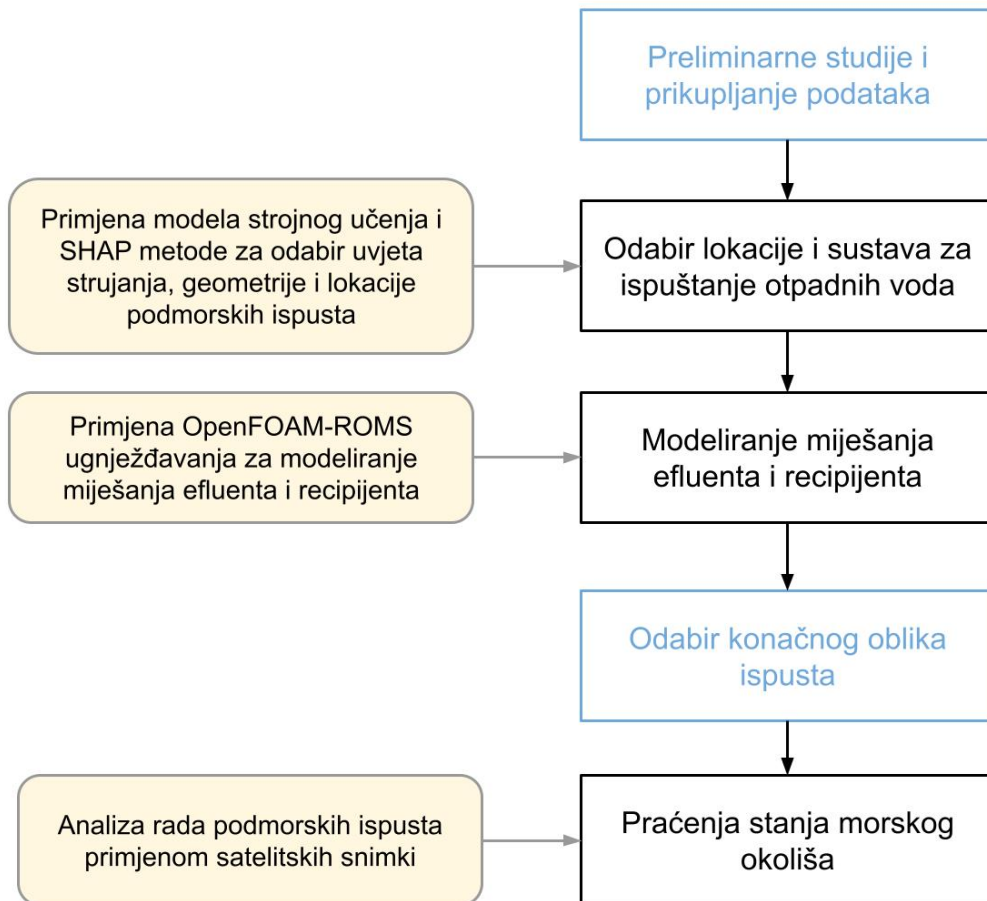 Preliminarne studije i
prikupljanje podataka
Primjena modela strojnog učenja i
SHAP metode za odabir uvjeta
strujanja, geometrije i lokacije
podmorskih ispusta
Odabir lokacije i sustava za
ispuštanje otpadnih voda
Primjena OpenFOAM-ROMS
ugnježđavanja za modeliranje
miješanja efluenta i recipijenta
Modeliranje miješanja
efluenta i recipijenta
Odabir konačnog oblika
ispusta
Analiza rada podmorskih ispusta
primjenom satelitskih snimki
Praćenja stanja morskog
okoliša